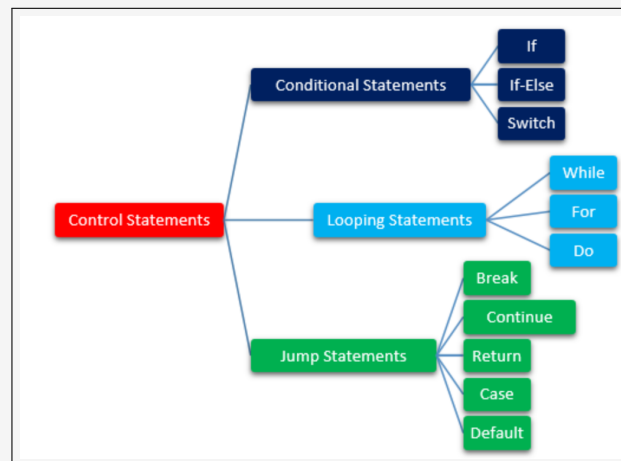 Control Statements
Conditional Statements
If
If-Else
Switch
Looping Statements
While
For
Do
Jump Statements
Break
Continue
Return
Case
Default